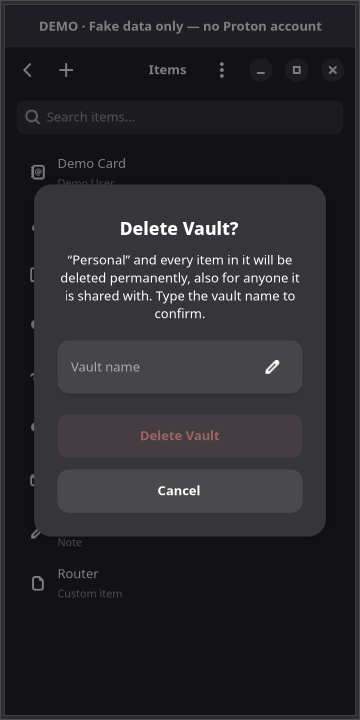 DEMO · Fake data only — no Proton account
Items
Search items...
Demo Card
Demo User
Delete Vault?
“Personal” and every item in it will be
deleted permanently, also for anyone it
is shared with. Type the vault name to
confirm.
Vault name
Delete Vault
Cancel
Note
Router
Custom item